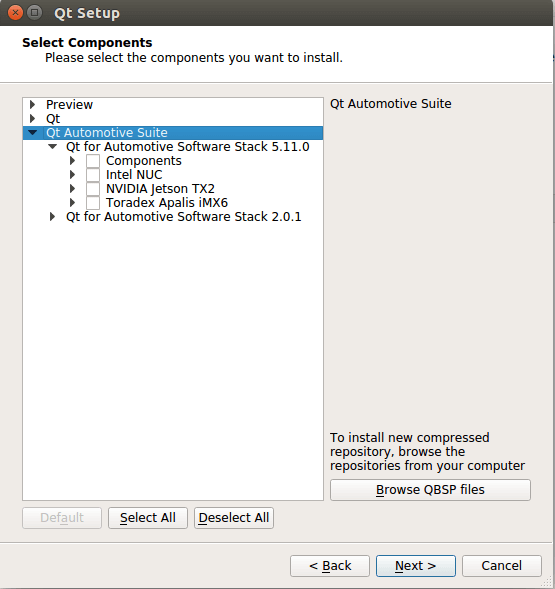 Qt Setup
Select Components
Please select the components you want to install.
Preview
Qt
Qt Automotive Suite
Qt for Automotive Software Stack 5.11.0
Components
Intel NUC
NVIDIA Jetson TX2
Toradex Apalis iMX6
Qt for Automotive Software Stack 2.0.1
Qt Automotive Suite
To install new compressed
repository, browse the
repositories from your computer
Browse QBSP files
Default
Select All
Deselect All
< Back
Next >
Cancel